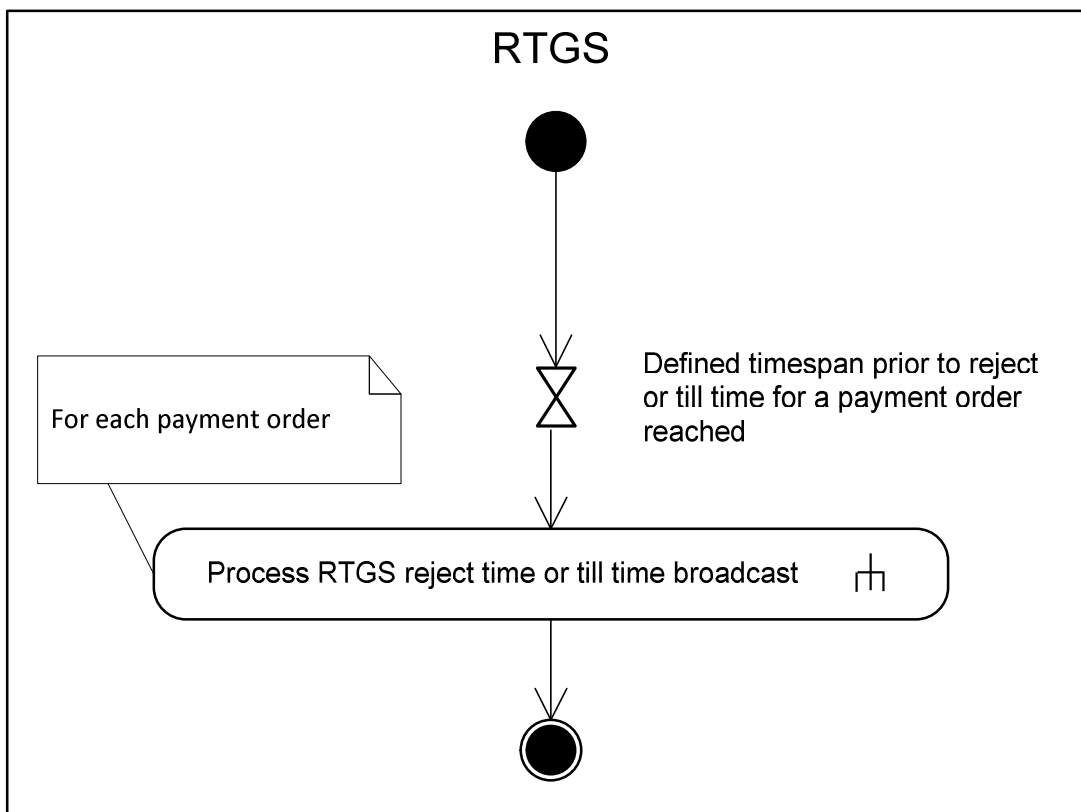 RTGS
Defined timespan prior to reject
or till time for a payment order
reached
For each payment order
Process RTGS reject time or till time broadcast